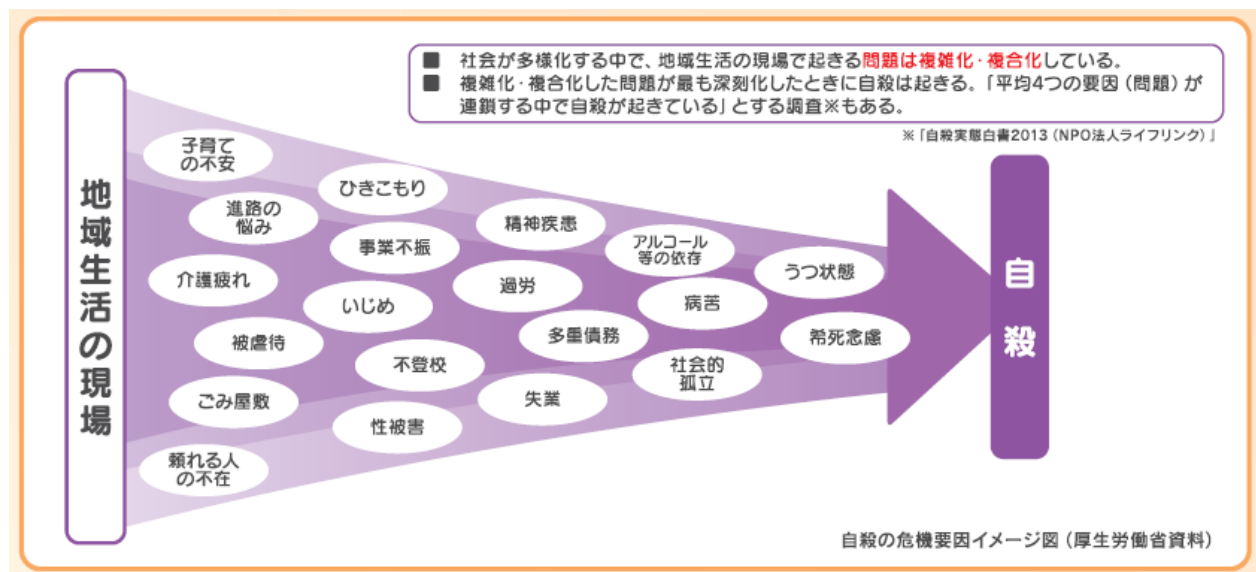 ■ 社会が多様化する中で、地域生活の現場で起きる問題は複雑化・複合化している。
■ 複雑化・複合化した問題が最も深刻化したときに自殺は起きる。「平均4つの要因（問題）が
連鎖する中で自殺が起きている」とする調査※もある。
※「自殺実態白書2013（NPO法人ライフリンク）」
地域生活の現場
子育て
の不安
進路の
悩み
介護疲れ
被虐待
ごみ屋敷
頼れる人
の不在
ひきこもり
事業不振
いじめ
不登校
性被害
精神疾患
過労
多重債務
失業
アルコール
等の依存
病苦
社会的
孤立
うつ状態
希死念慮
自殺
自殺の危機要因イメージ図（厚生労働省資料）